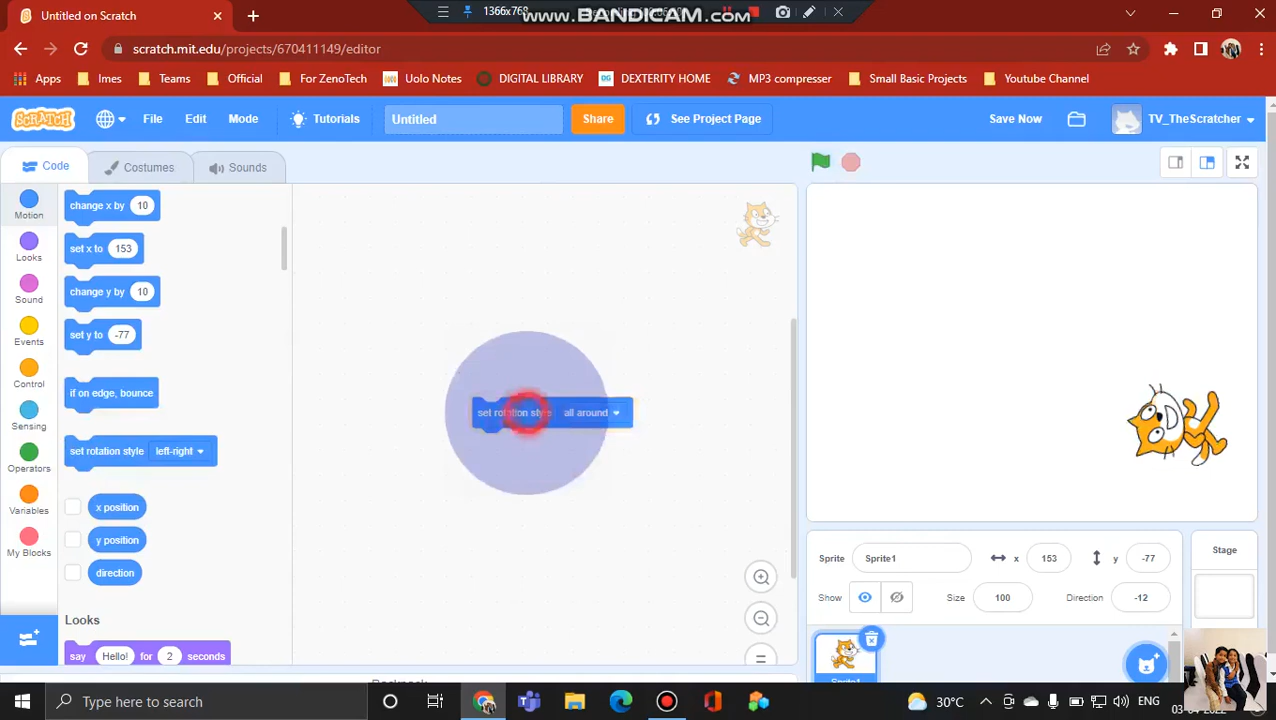 Untitled on Scratch
1366x768
www.BANDICAM.com
scratch.mit.edu/projects/670411149/editor
Apps Imes Teams Official For ZenoTech Uolo Notes DIGITAL LIBRARY DEXTERITY HOME MP3 compresser Small Basic Projects Youtube Channel
SCRATCH File Edit Mode Tutorials Untitled Share See Project Page Save Now TV_TheScratcher
Code Costumes Sounds
Motion
Looks
Sound
Events
Control
Sensing
Operators
Variables
My Blocks
change x by 10
set x to 153
change y by 10
set y to -77
if on edge, bounce
set rotation style left-right
x position
y position
direction
Looks
say Hello! for 2 seconds
set rotation style all around
Sprite Sprite1 x 153 y -77
Show Size 100 Direction -12
Stage
Type here to search
30°C
ENG